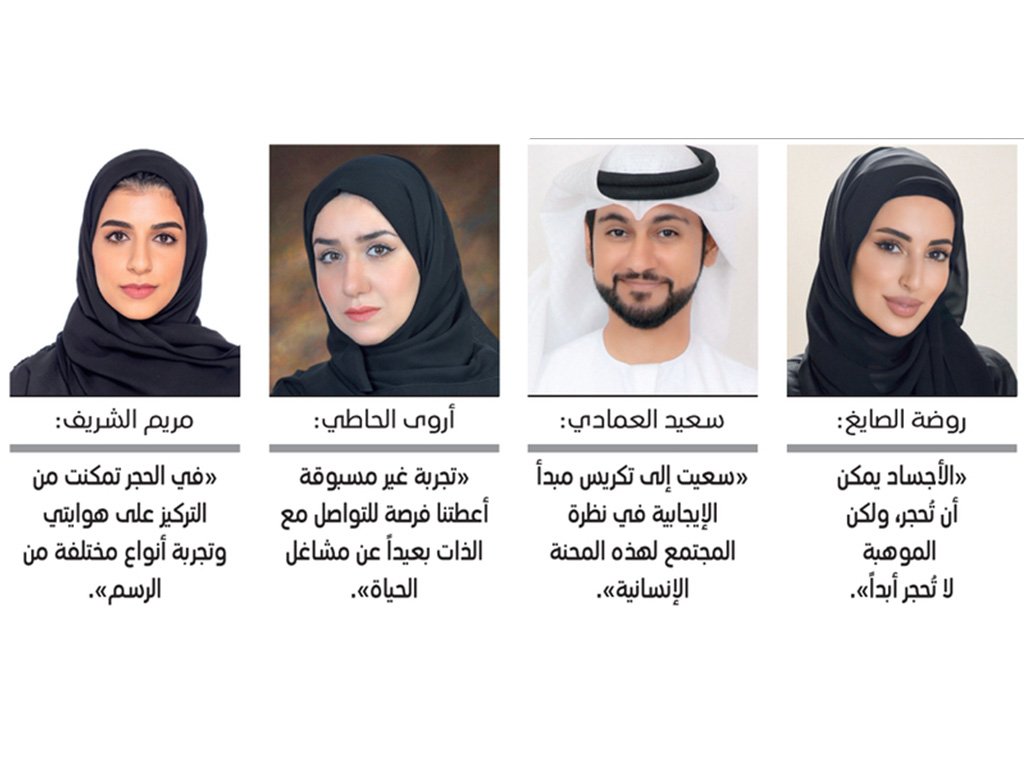 روضة الصايغ:
«الأجساد يمكن
أن تُحجر، ولكن
الموهبة
لا تُحجر أبداً».
سعيد العمادي:
«سعيت إلى تكريس مبدأ
الإيجابية في نظرة
المجتمع لهذه المحنة
الإنسانية».
أروى الحاطي:
«تجربة غير مسبوقة
أعطتنا فرصة للتواصل مع
الذات بعيداً عن مشاغل
الحياة».
مريم الشريف:
«في الحجر تمكنت من
التركيز على هوايتي
وتجربة أنواع مختلفة من
الرسم».